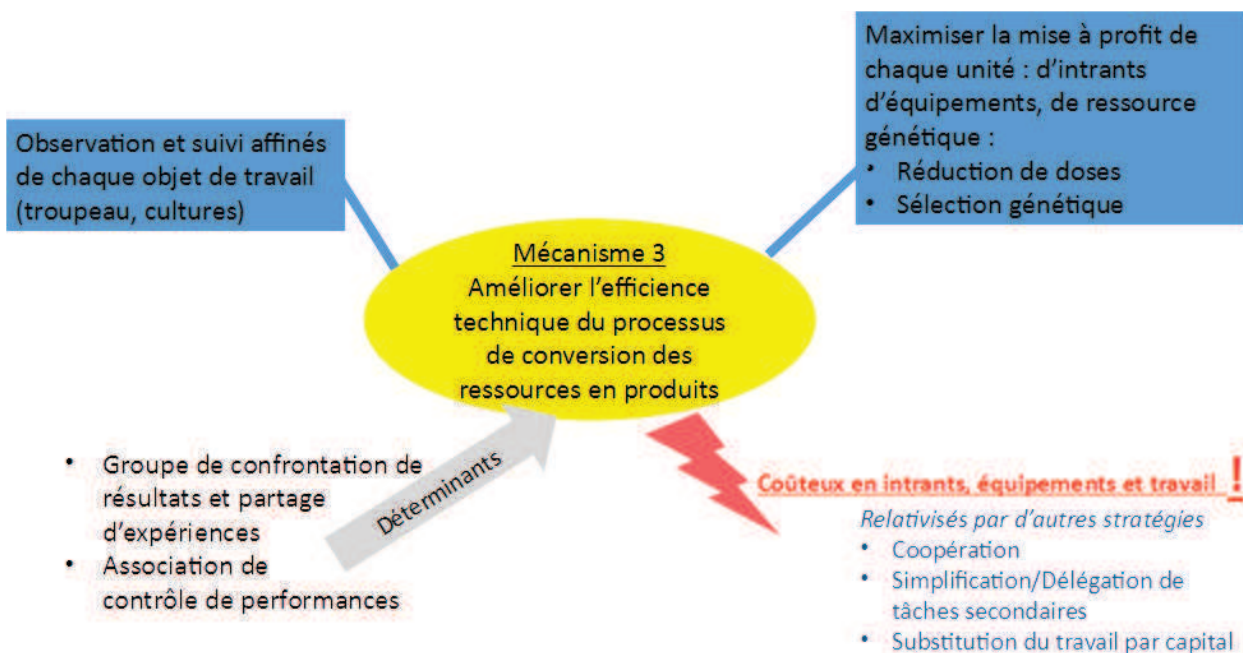 Maximiser la mise à profit de
chaque unité : d'intrants
d'équipements, de ressource
génétique :
• Réduction de doses
• Sélection génétique
Observation et suivi affinés
de chaque objet de travail
(troupeau, cultures)
Mécanisme 3
Améliorer l'efficience
technique du processus
de conversion des
ressources en produits
Déterminants
• Groupe de confrontation de
résultats et partage
d'expériences
• Association de
contrôle de performances
Coûteux en intrants, équipements et travail !
Relativisés par d'autres stratégies
• Coopération
• Simplification/Délégation de
tâches secondaires
• Substitution du travail par capital